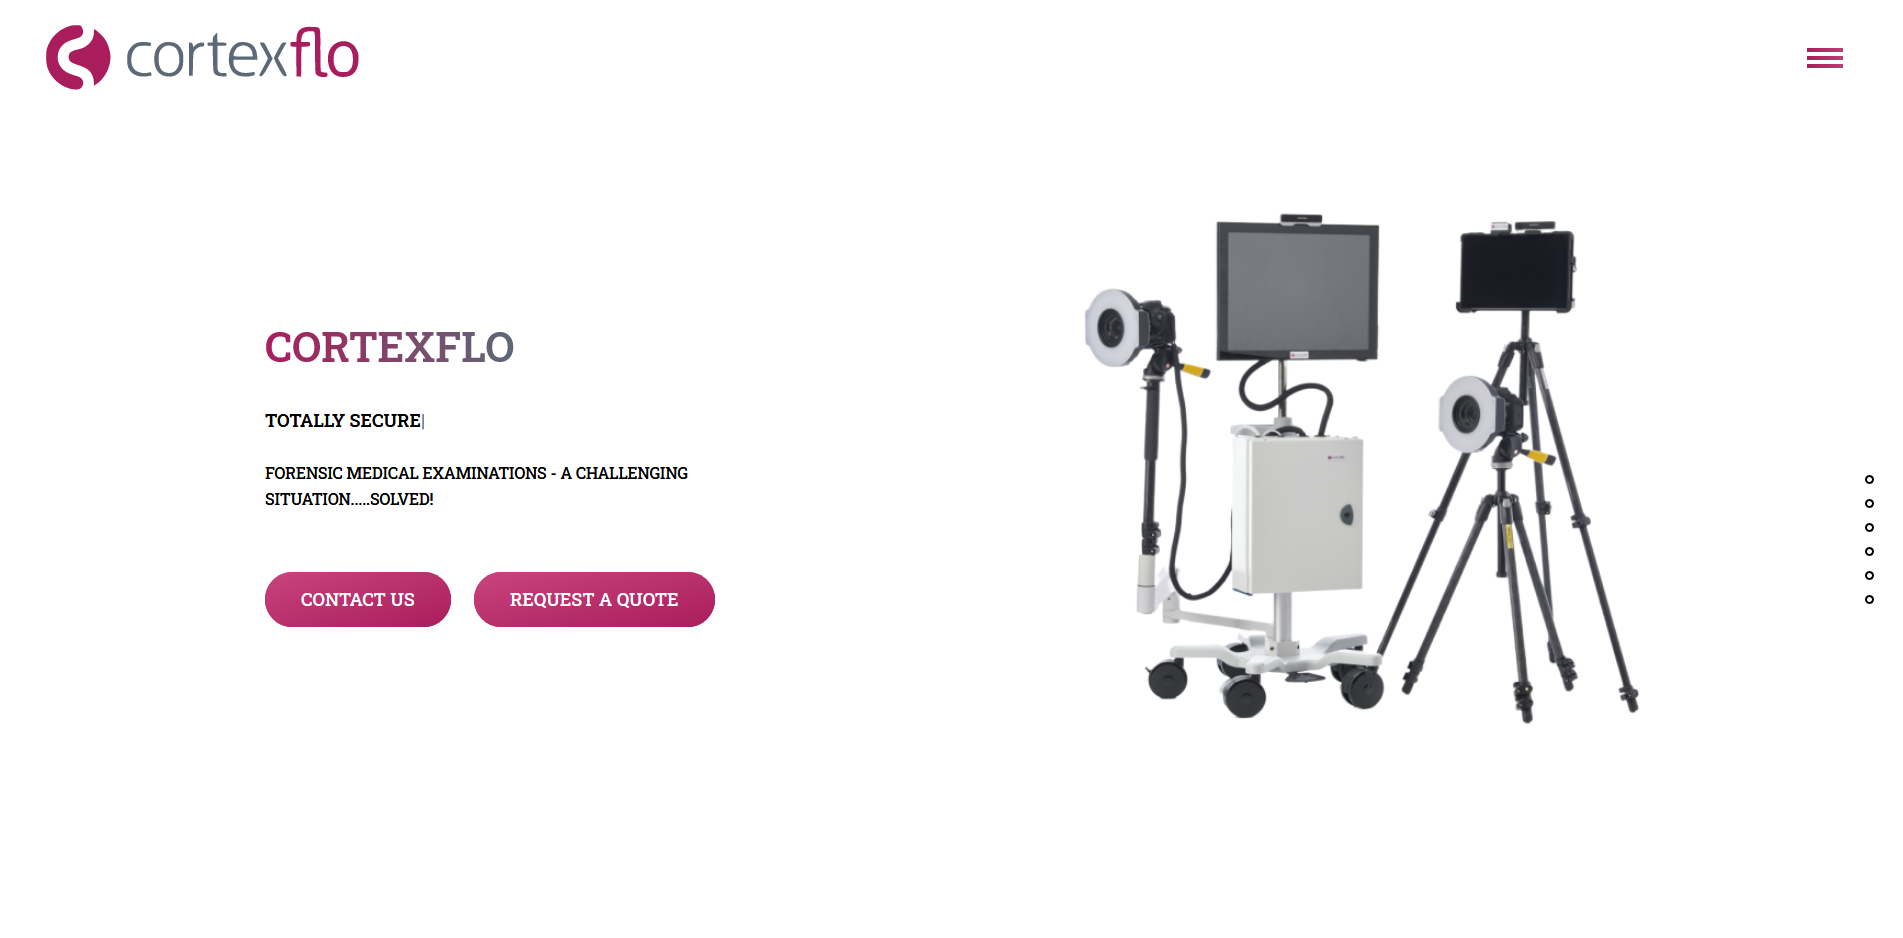 cortexflo
CORTEXFLO
TOTALLY SECURE|
FORENSIC MEDICAL EXAMINATIONS - A CHALLENGING
SITUATION.....SOLVED!
CONTACT US
REQUEST A QUOTE